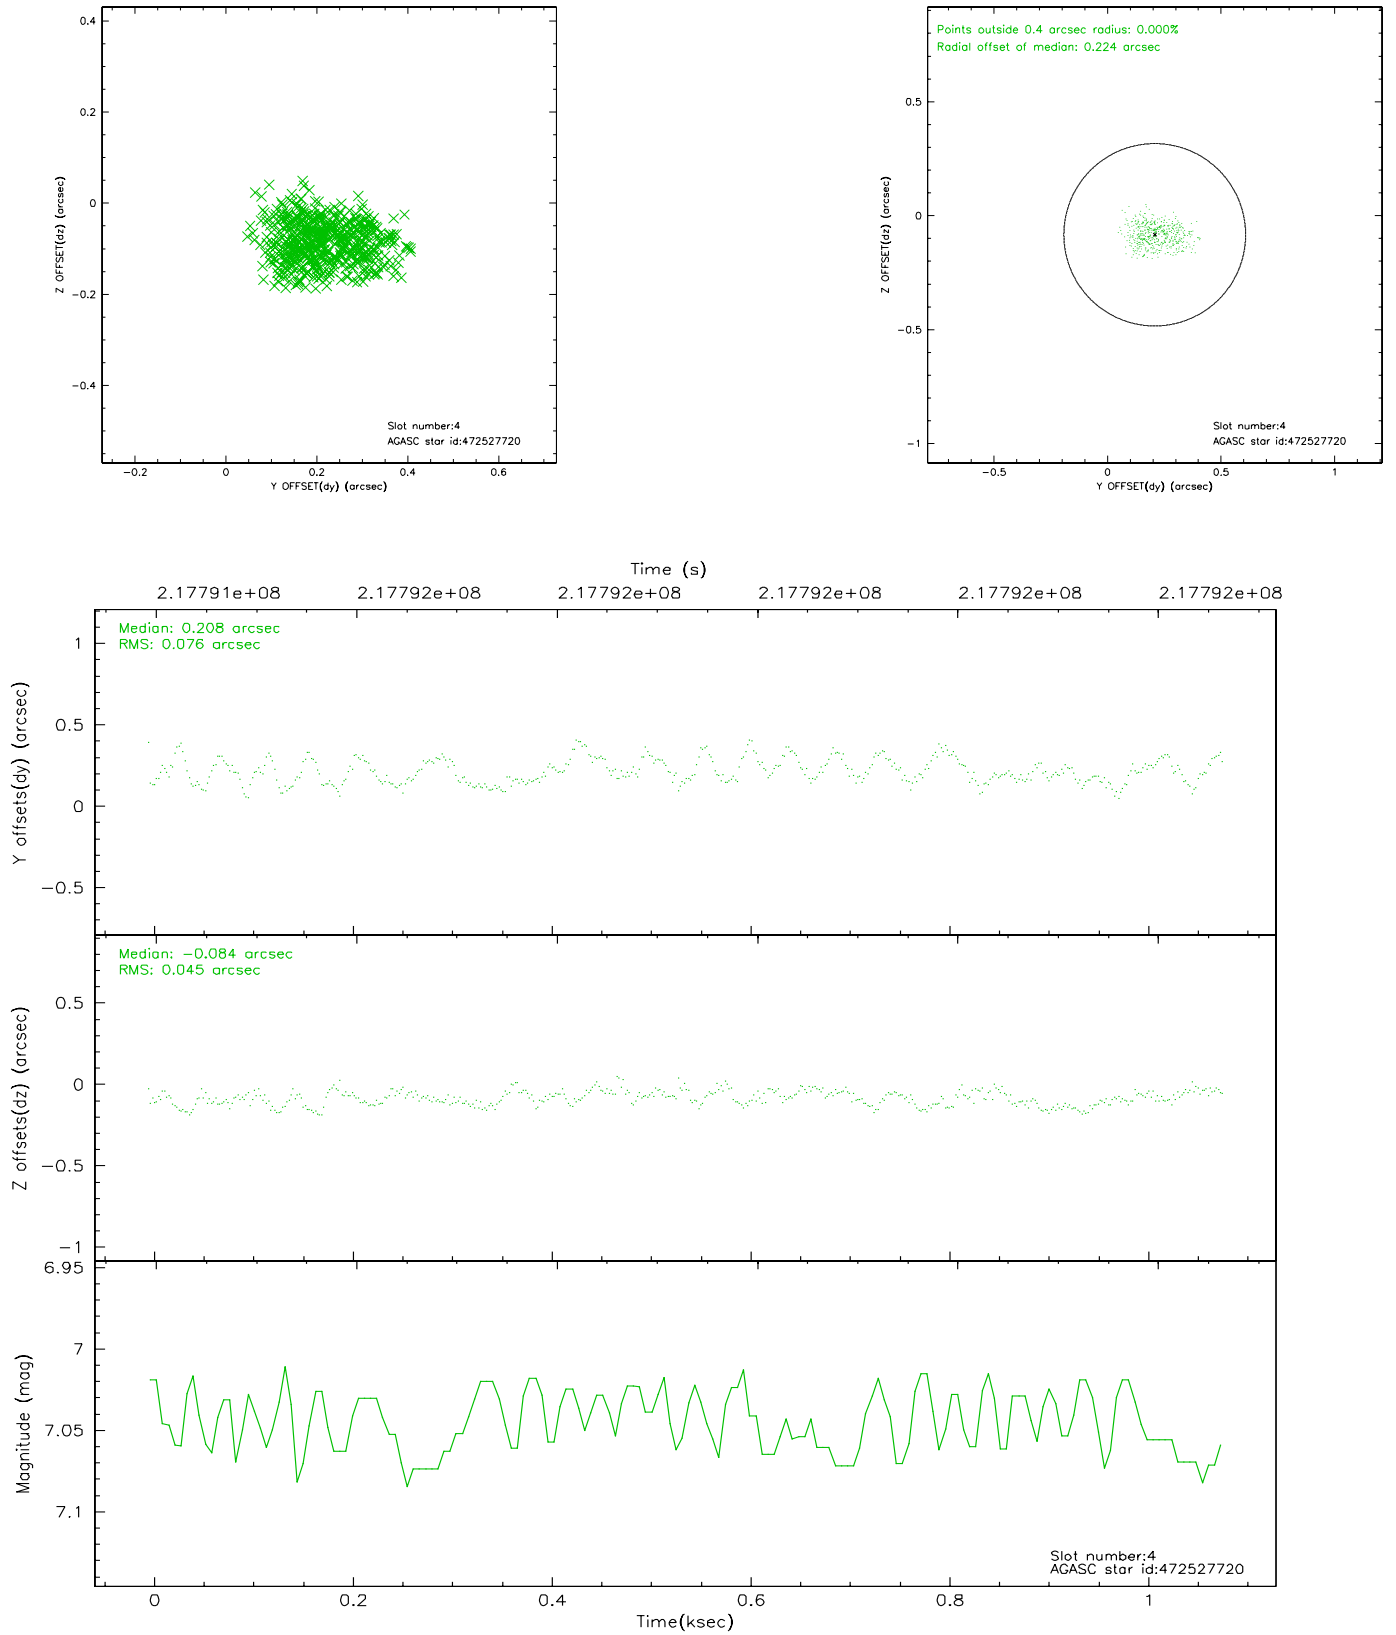 0.4
0.2
0
−0.2
−0.4
Z OFFSET(dz) (arcsec)
−0.2 0 0.2 0.4 0.6
Y OFFSET(dy) (arcsec)
Slot number:4
AGASC star id:472527720
Points outside 0.4 arcsec radius: 0.000%
Radial offset of median: 0.224 arcsec
0.5
0
−0.5
−1
Z OFFSET(dz) (arcsec)
−0.5 0 0.5 1
Y OFFSET(dy) (arcsec)
Slot number:4
AGASC star id:472527720
Time (s)
2.17791e+08 2.17792e+08 2.17792e+08 2.17792e+08 2.17792e+08 2.17792e+08
Median: 0.208 arcsec
RMS: 0.076 arcsec
1
0.5
0
−0.5
Y offsets(dy) (arcsec)
Median: −0.084 arcsec
RMS: 0.045 arcsec
0.5
0
−0.5
−1
Z offsets(dz) (arcsec)
6.95
7
7.05
7.1
Magnitude (mag)
Slot number:4
AGASC star id:472527720
0 0.2 0.4 0.6 0.8 1
Time(ksec)